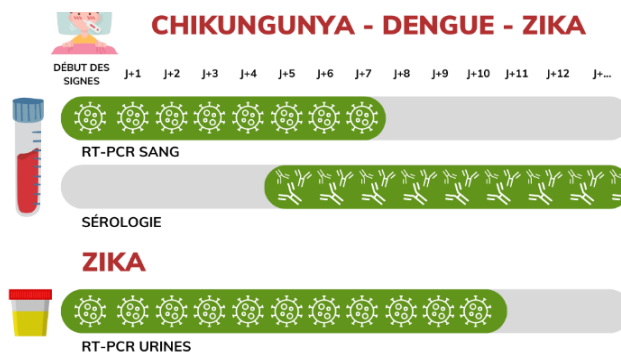 CHIKUNGUNYA - DENGUE - ZIKA
DÉBUT DES
SIGNES
J+1 J+2 J+3 J+4 J+5 J+6 J+7 J+8 J+9 J+10 J+11 J+12 J+...
RT-PCR SANG
SÉROLOGIE
ZIKA
RT-PCR URINES